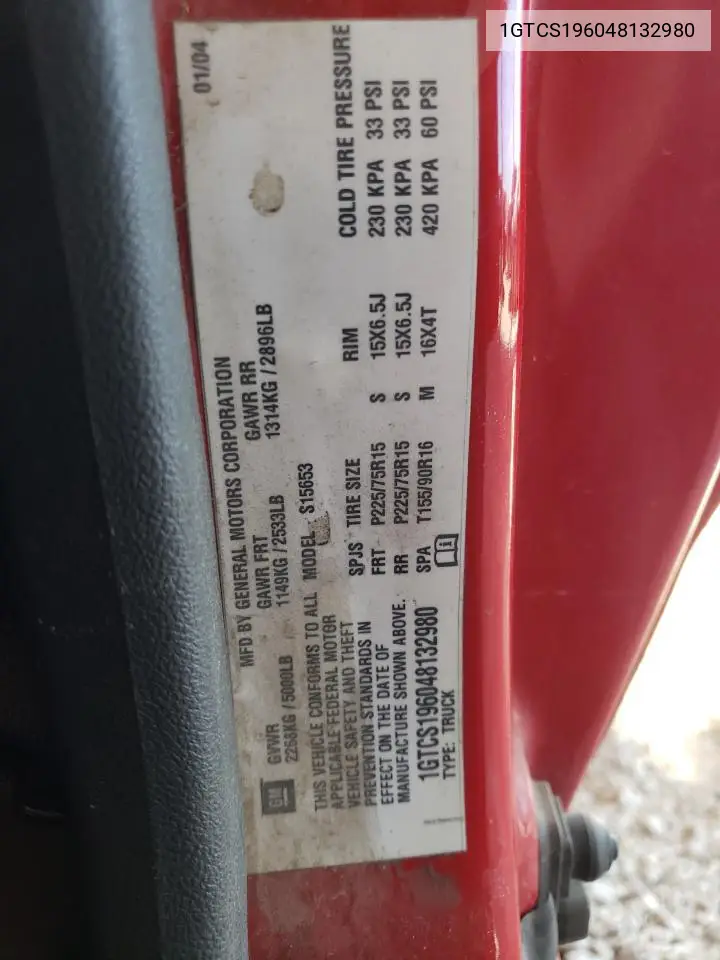 1GTCS196048132980
01/04
MFD BY GENERAL MOTORS CORPORATION
GVWR GAWR FRT GAWR RR
2268KG / 5000LB 1149KG / 2533LB 1314KG / 2896LB
GM
THIS VEHICLE CONFORMS TO ALL
APPLICABLE FEDERAL MOTOR
VEHICLE SAFETY AND THEFT
PREVENTION STANDARDS IN
EFFECT ON THE DATE OF
MANUFACTURE SHOWN ABOVE.
1GTCS196048132980
TYPE: TRUCK
MODEL S15653
SPJS TIRE SIZE RIM COLD TIRE PRESSURE
FRT P225/75R15 S 15X6.5J 230 KPA 33 PSI
RR P225/75R15 S 15X6.5J 230 KPA 33 PSI
SPA T155/90R16 M 16X4T 420 KPA 60 PSI